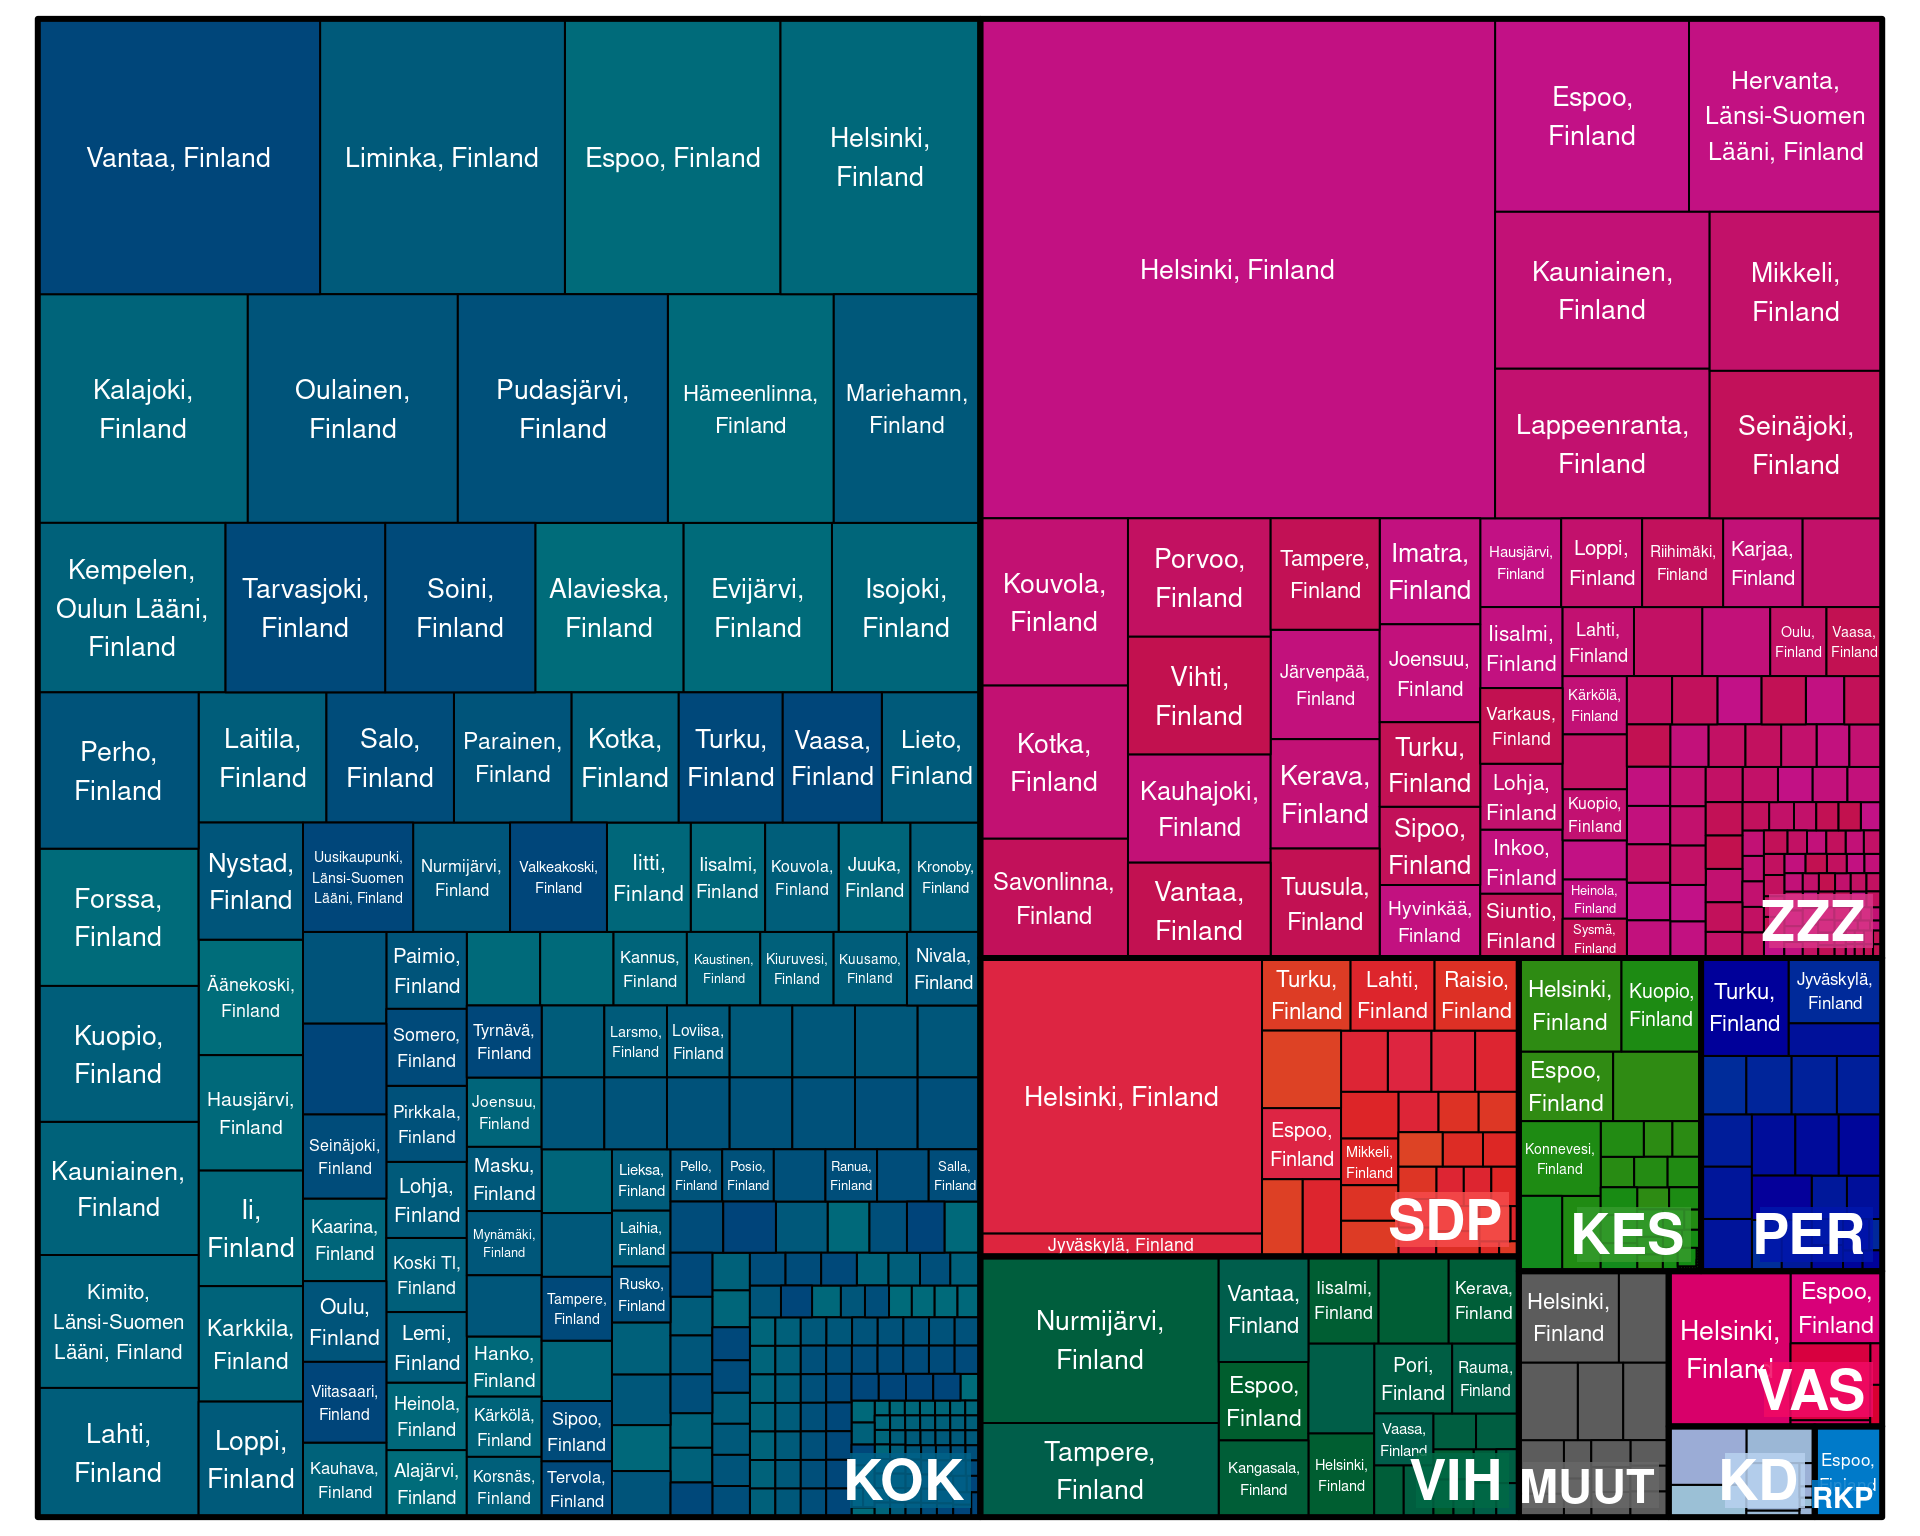 Vantaa, Finland
Liminka, Finland
Espoo, Finland
Helsinki,
Finland
Kalajoki,
Finland
Oulainen,
Finland
Pudasjärvi,
Finland
Hämeenlinna,
Finland
Mariehamn,
Finland
Kempelen,
Oulun Lääni,
Finland
Tarvasjoki,
Finland
Soini,
Finland
Alavieska,
Finland
Evijärvi,
Finland
Isojoki,
Finland
Perho,
Finland
Forssa,
Finland
Kuopio,
Finland
Kauniainen,
Finland
Kimito,
Länsi-Suomen
Lääni, Finland
Lahti,
Finland
Laitila,
Finland
Salo,
Finland
Parainen,
Finland
Kotka,
Finland
Turku,
Finland
Vaasa,
Finland
Lieto,
Finland
Nystad,
Finland
Äänekoski,
Finland
Hausjärvi,
Finland
Ii,
Finland
Karkkila,
Finland
Loppi,
Finland
Uusikaupunki,
Länsi-Suomen
Lääni, Finland
Nurmijärvi,
Finland
Valkeakoski,
Finland
Iitti,
Finland
Iisalmi,
Finland
Kouvola,
Finland
Juuka,
Finland
Kronoby,
Finland
Seinäjoki,
Finland
Kaarina,
Finland
Oulu,
Finland
Viitasaari,
Finland
Kauhava,
Finland
Paimio,
Finland
Somero,
Finland
Pirkkala,
Finland
Lohja,
Finland
Koski Tl,
Finland
Lemi,
Finland
Heinola,
Finland
Alajärvi,
Finland
Kannus,
Finland
Kaustinen,
Finland
Kiuruvesi,
Finland
Kuusamo,
Finland
Nivala,
Finland
Tyrnävä,
Finland
Joensuu,
Finland
Masku,
Finland
Mynämäki,
Finland
Hanko,
Finland
Kärkölä,
Finland
Korsnäs,
Finland
Larsmo,
Finland
Loviisa,
Finland
Tampere,
Finland
Sipoo,
Finland
Tervola,
Finland
Lieksa,
Finland
Laihia,
Finland
Rusko,
Finland
Pello,
Finland
Posio,
Finland
Ranua,
Finland
Salla,
Finland
KOK
Helsinki, Finland
Espoo,
Finland
Hervanta,
Länsi-Suomen
Lääni, Finland
Kauniainen,
Finland
Mikkeli,
Finland
Lappeenranta,
Finland
Seinäjoki,
Finland
Kouvola,
Finland
Kotka,
Finland
Savonlinna,
Finland
Porvoo,
Finland
Vihti,
Finland
Kauhajoki,
Finland
Vantaa,
Finland
Tampere,
Finland
Järvenpää,
Finland
Kerava,
Finland
Tuusula,
Finland
Imatra,
Finland
Joensuu,
Finland
Turku,
Finland
Sipoo,
Finland
Hyvinkää,
Finland
Hausjärvi,
Finland
Loppi,
Finland
Riihimäki,
Finland
Karjaa,
Finland
Iisalmi,
Finland
Varkaus,
Finland
Lohja,
Finland
Inkoo,
Finland
Siuntio,
Finland
Lahti,
Finland
Oulu,
Finland
Vaasa,
Finland
Kärkölä,
Finland
Kuopio,
Finland
Heinola,
Finland
Sysmä,
Finland
ZZZ
Helsinki, Finland
Jyväskylä, Finland
Turku,
Finland
Lahti,
Finland
Raisio,
Finland
Espoo,
Finland
Mikkeli,
Finland
SDP
Helsinki,
Finland
Kuopio,
Finland
Espoo,
Finland
Konnevesi,
Finland
KES
Turku,
Finland
Jyväskylä,
Finland
PER
Nurmijärvi,
Finland
Tampere,
Finland
Vantaa,
Finland
Espoo,
Finland
Kangasala,
Finland
Iisalmi,
Finland
Kerava,
Finland
Pori,
Finland
Rauma,
Finland
Vaasa,
Finland
Helsinki,
Finland
VIH
Helsinki,
Finland
MUUT
Helsinki,
Finland
Espoo,
Finland
VAS
KD
Espoo,
Finland
RKP